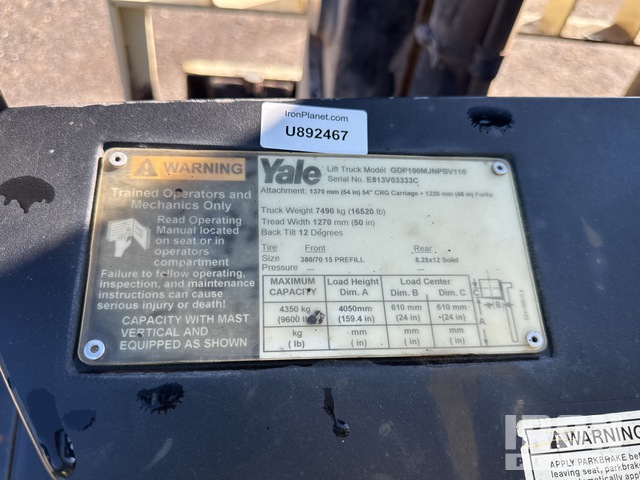 IronPlanet.com
U892467
WARNING
Trained Operators and
Mechanics Only
Read Operating
Manual located
on seat or in
operators
compartment
Failure to follow operating,
inspection, and maintenance
instructions can cause
serious injury or death!
CAPACITY WITH MAST
VERTICAL AND
EQUIPPED AS SHOWN
Yale Lift Truck Model GDP100MJNPBV110
Serial No. E813V03333C
Attachment: 1370 mm (54 in) 54" CRG Carriage + 1220 mm (48 in) Forks
Truck Weight 7490 kg (16520 lb)
Tread Width 1270 mm (50 in)
Back Tilt 12 Degrees
Tire Front Rear
Size 380/70 15 PREFILL 8.25x12 Solid
Pressure — —
MAXIMUM CAPACITY Load Height Dim. A Load Center Dim. B Dim. C
4350 kg 4050mm 610 mm 610 mm
(9600 lb) (159.4 in) (24 in) (24 in)
kg mm mm mm
( lb) ( in) ( in) ( in)
C
B
A
WARNING
APPLY PARKBRAKE
leaving seat, parkbrake